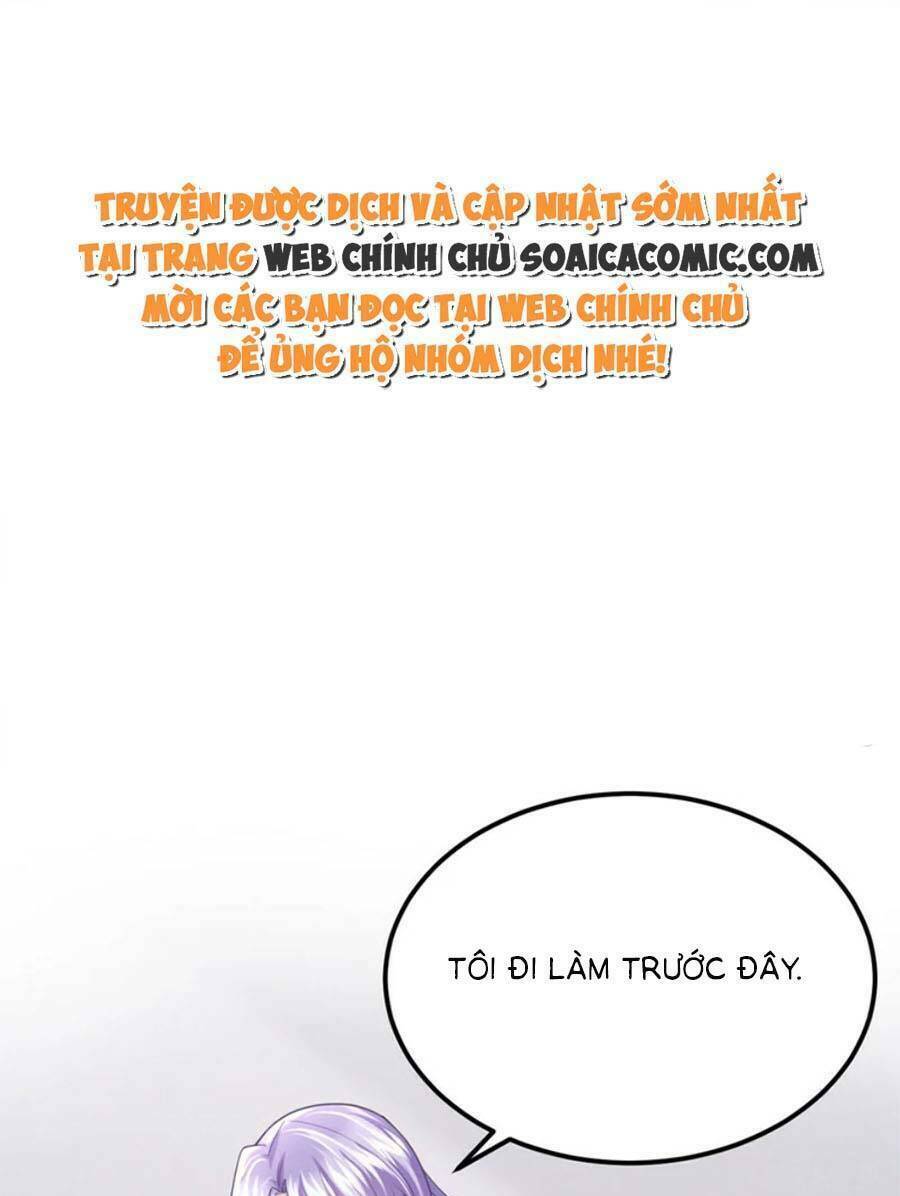 TRUYỆN ĐƯỢC DỊCH VÀ CẬP NHẬT SỚM NHẤT
TẠI TRANG WEB CHÍNH CHỦ SOAICACOMIC.COM
MỜI CÁC BẠN ĐỌC TẠI WEB CHÍNH CHỦ
ĐỂ ỦNG HỘ NHÓM DỊCH NHÉ!
TÔI ĐI LÀM TRƯỚC ĐÂY.